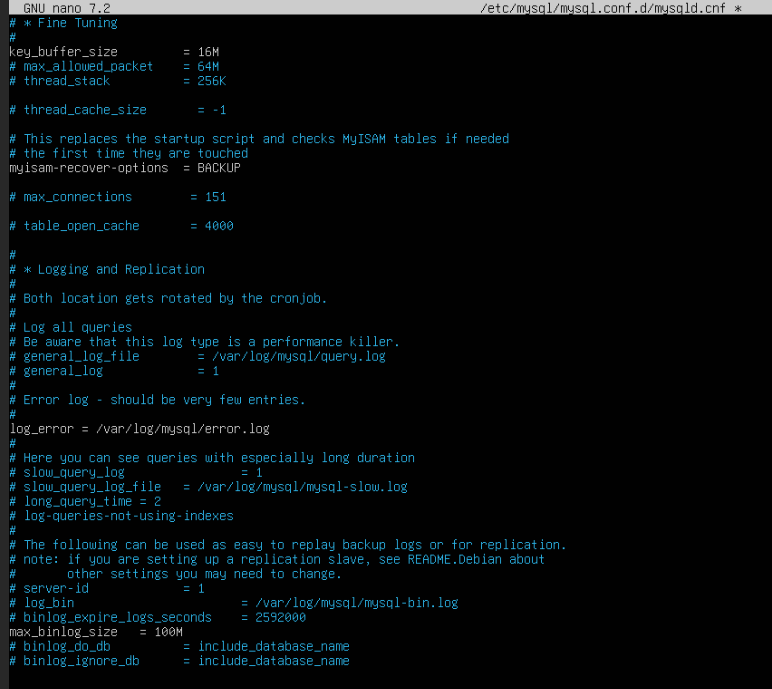 GNU nano 7.2 /etc/mysql/mysql.conf.d/mysqld.cnf *
# * Fine Tuning
#
key_buffer_size = 16M
# max_allowed_packet = 64M
# thread_stack = 256K
# thread_cache_size = -1
# This replaces the startup script and checks MyISAM tables if needed
# the first time they are touched
myisam-recover-options = BACKUP
# max_connections = 151
# table_open_cache = 4000
#
# * Logging and Replication
#
# Both location gets rotated by the cronjob.
#
# Log all queries
# Be aware that this log type is a performance killer.
# general_log_file = /var/log/mysql/query.log
# general_log = 1
#
# Error log - should be very few entries.
#
log_error = /var/log/mysql/error.log
#
# Here you can see queries with especially long duration
# slow_query_log = 1
# slow_query_log_file = /var/log/mysql/mysql-slow.log
# long_query_time = 2
# log-queries-not-using-indexes
#
# The following can be used as easy to replay backup logs or for replication.
# note: if you are setting up a replication slave, see README.Debian about
# other settings you may need to change.
# server-id = 1
# log_bin = /var/log/mysql/mysql-bin.log
# binlog_expire_logs_seconds = 2592000
max_binlog_size = 100M
# binlog_do_db = include_database_name
# binlog_ignore_db = include_database_name